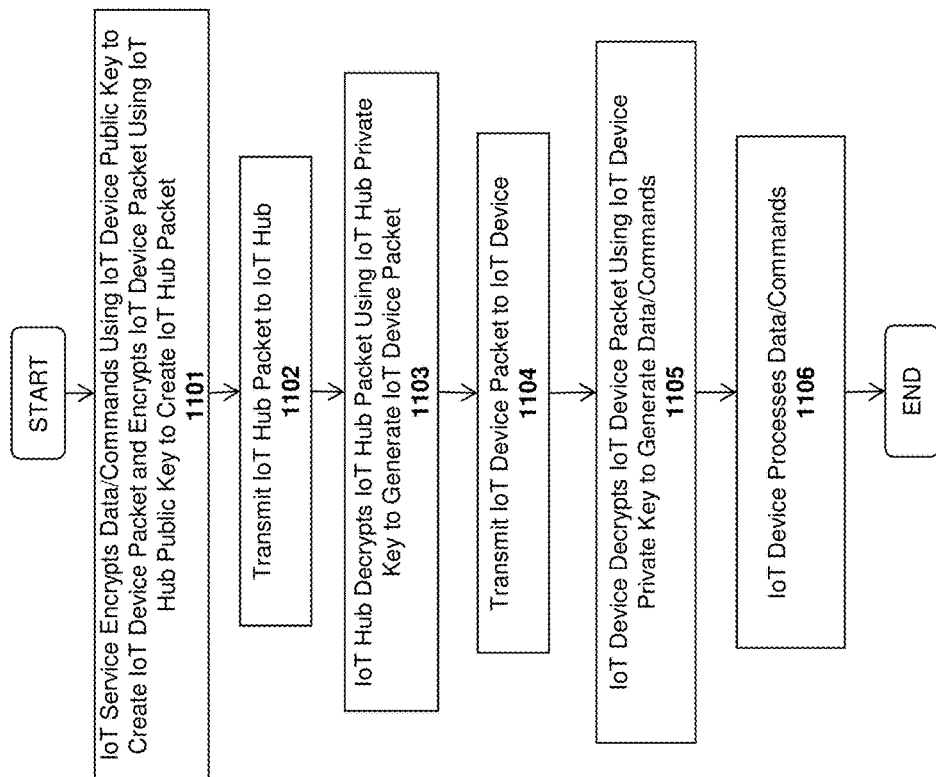 START
IoT Service Encrypts Data/Commands Using IoT Device Public Key to
Create IoT Device Packet and Encrypts IoT Device Packet Using IoT
Hub Public Key to Create IoT Hub Packet
1101
Transmit IoT Hub Packet to IoT Hub
1102
IoT Hub Decrypts IoT Hub Packet Using IoT Hub Private
Key to Generate IoT Device Packet
1103
Transmit IoT Device Packet to IoT Device
1104
IoT Device Decrypts IoT Device Packet Using IoT Device
Private Key to Generate Data/Commands
1105
IoT Device Processes Data/Commands
1106
END